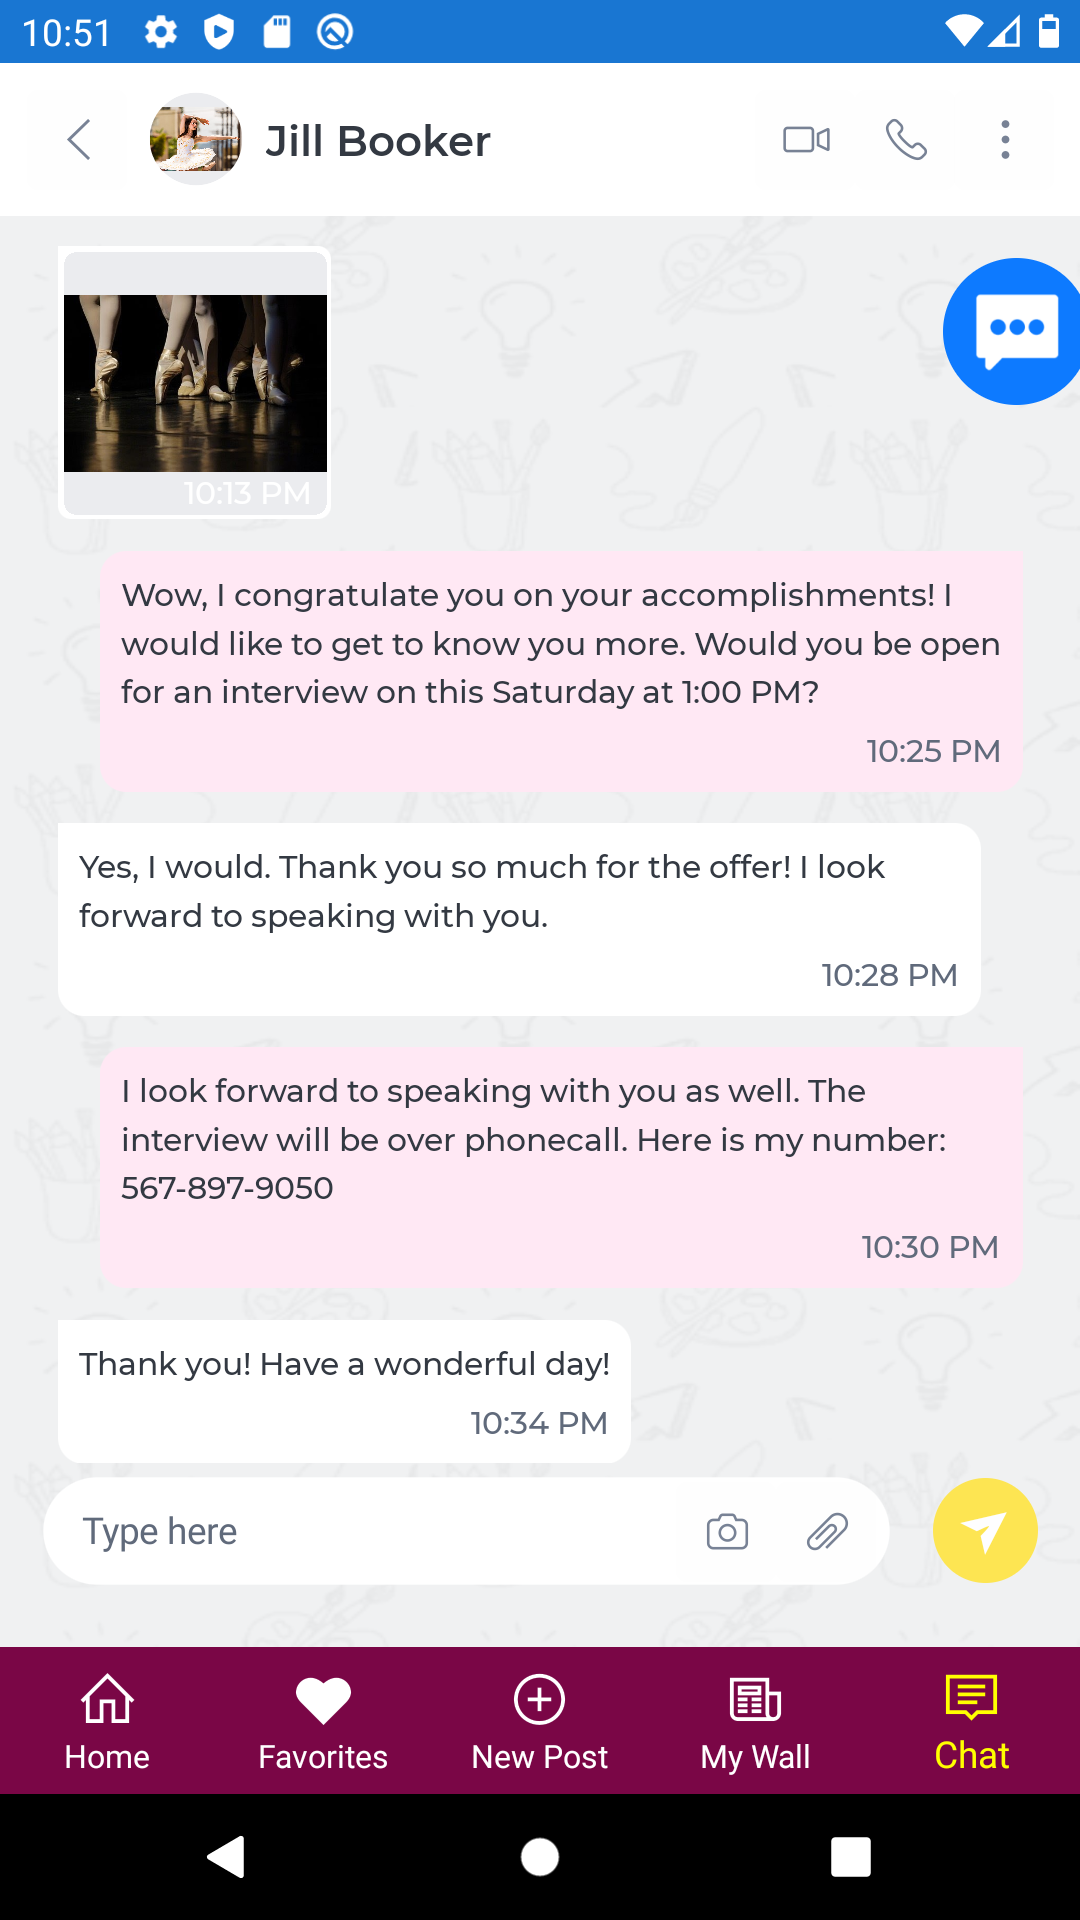 10:51
Jill Booker
10:13 PM
Wow, I congratulate you on your accomplishments! I
would like to get to know you more. Would you be open
for an interview on this Saturday at 1:00 PM?
10:25 PM
Yes, I would. Thank you so much for the offer! I look
forward to speaking with you.
10:28 PM
I look forward to speaking with you as well. The
interview will be over phonecall. Here is my number:
567-897-9050
10:30 PM
Thank you! Have a wonderful day!
10:34 PM
Type here
Home
Favorites
New Post
My Wall
Chat